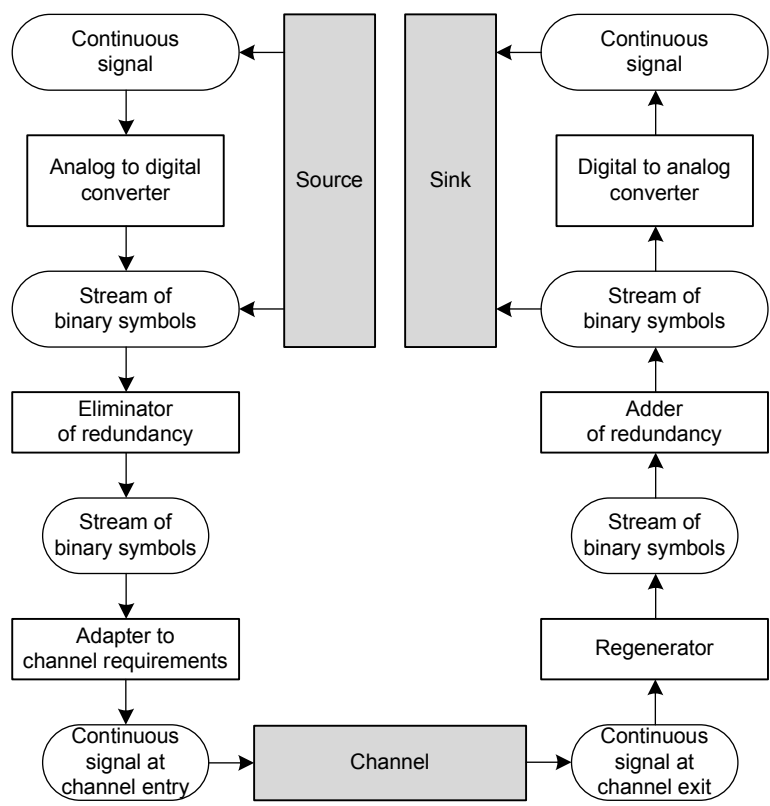 Continuous
signal
Analog to digital
converter
Stream of
binary symbols
Eliminator
of redundancy
Stream of
binary symbols
Adapter to
channel requirements
Continuous
signal at
channel entry
Source
Sink
Channel
Continuous
signal
Digital to analog
converter
Stream of
binary symbols
Adder
of redundancy
Stream of
binary symbols
Regenerator
Continuous
signal at
channel exit